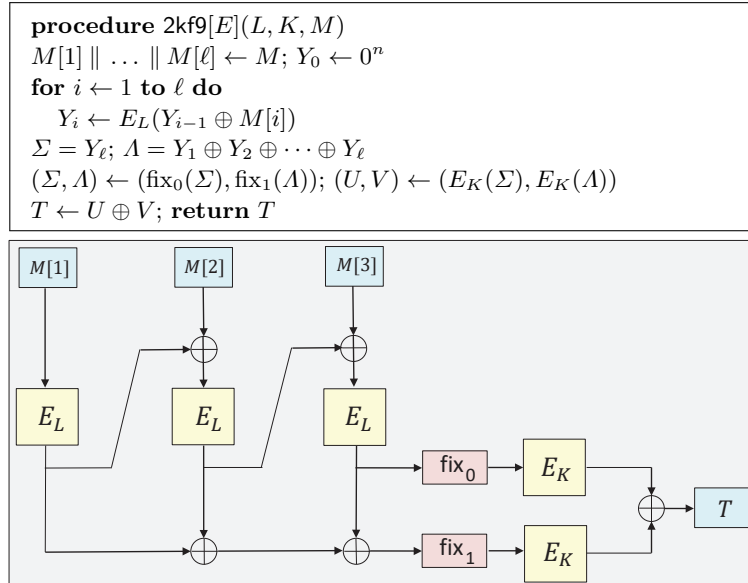 procedure 2kf9[E](L, K, M)
M[1] ∥ … ∥ M[ℓ] ← M; Y₀ ← 0ⁿ
for i ← 1 to ℓ do
Yᵢ ← E_L(Yᵢ₋₁ ⊕ M[i])
Σ = Y_ℓ; Λ = Y₁ ⊕ Y₂ ⊕ ⋯ ⊕ Y_ℓ
(Σ, Λ) ← (fix₀(Σ), fix₁(Λ)); (U, V) ← (E_K(Σ), E_K(Λ))
T ← U ⊕ V; return T
M[1] M[2] M[3]
E_L E_L E_L
fix₀ E_K
T
fix₁ E_K